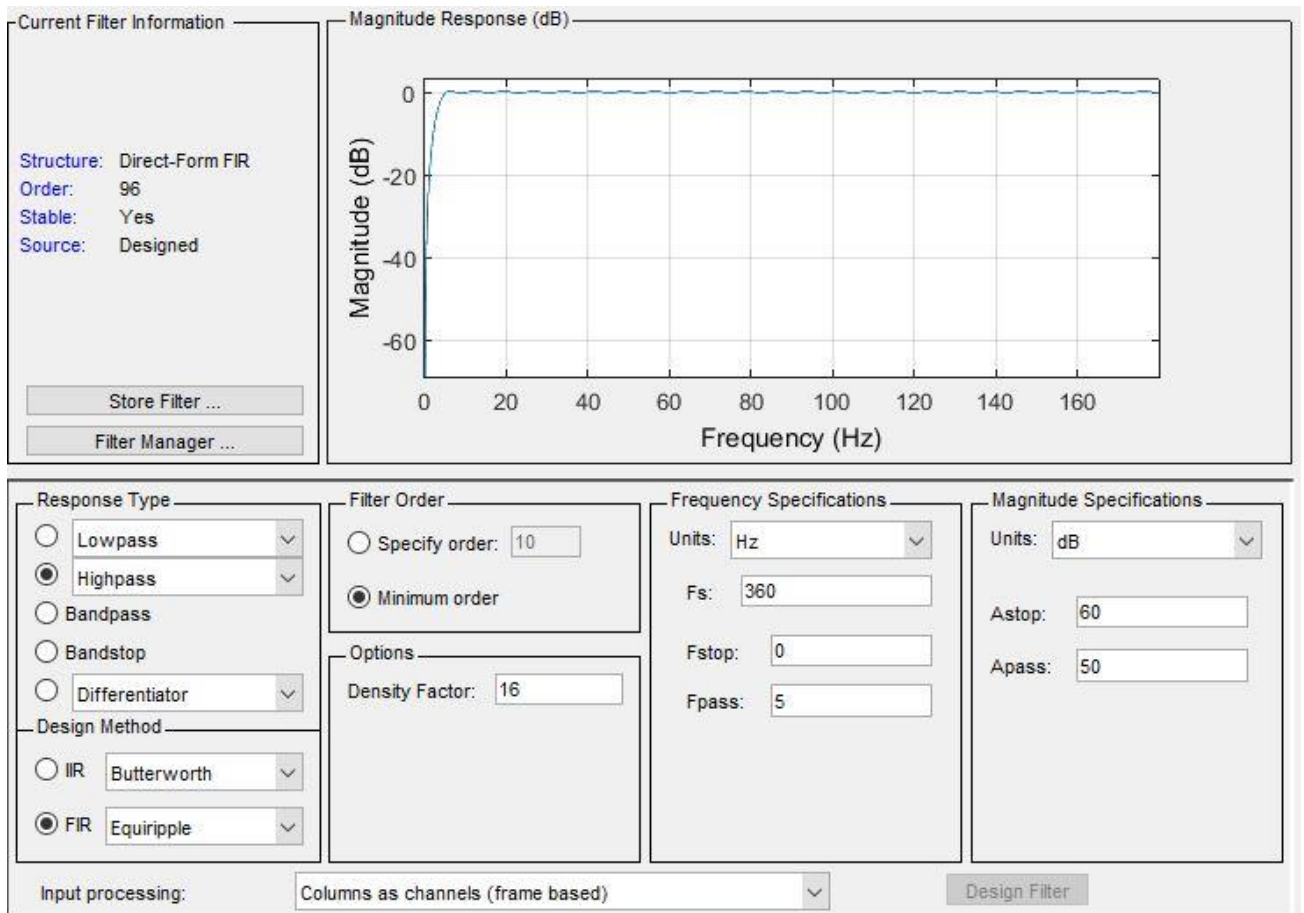 Current Filter Information
Structure: Direct-Form FIR
Order: 96
Stable: Yes
Source: Designed
Store Filter ...
Filter Manager ...
Magnitude Response (dB)
Magnitude (dB)
0
-20
-40
-60
0 20 40 60 80 100 120 140 160
Frequency (Hz)
Response Type
Lowpass
Highpass
Bandpass
Bandstop
Differentiator
Design Method
IIR Butterworth
FIR Equiripple
Filter Order
Specify order: 10
Minimum order
Options
Density Factor: 16
Frequency Specifications
Units: Hz
Fs: 360
Fstop: 0
Fpass: 5
Magnitude Specifications
Units: dB
Astop: 60
Apass: 50
Input processing: Columns as channels (frame based)
Design Filter